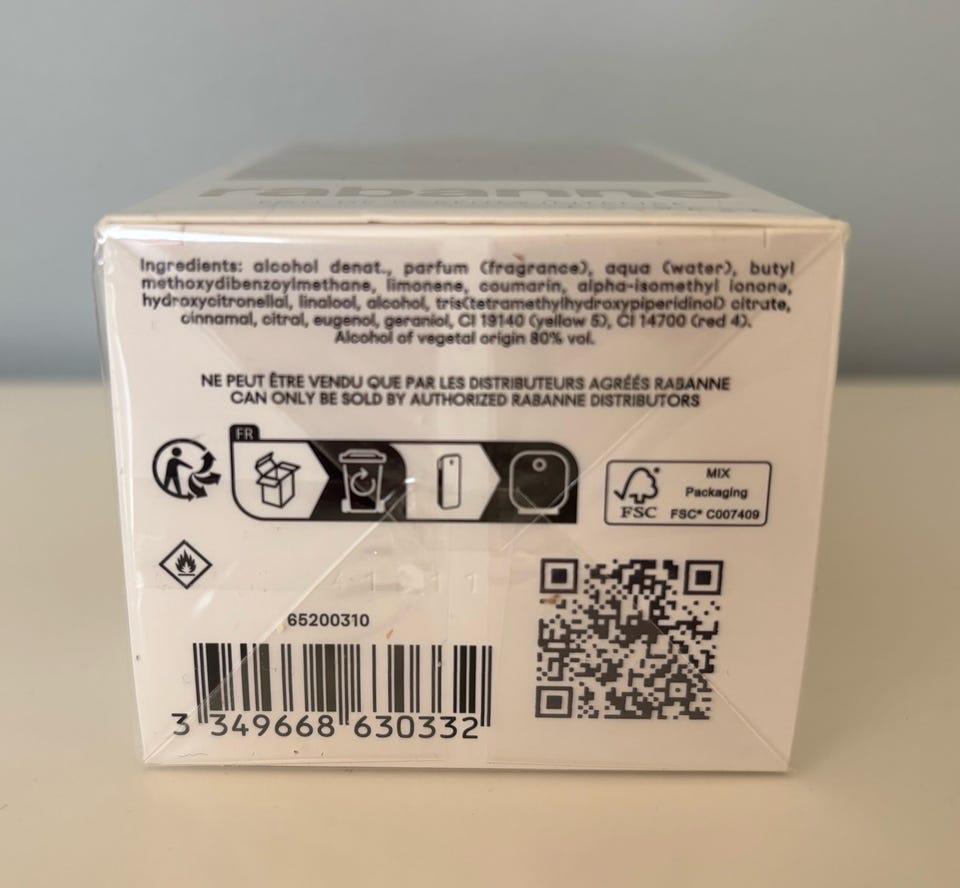 rabanne
Ingredients: alcohol denat., parfum (fragrance), aqua (water), butyl
methoxydibenzoylmethane, limonene, coumarin, alpha-isomethyl ionone,
hydroxycitronellal, linalool, alcohol, tris(tetramethylhydroxypiperidinol) citrate,
cinnamal, citral, eugenol, geraniol, CI 19140 (yellow 5), CI 14700 (red 4).
Alcohol of vegetal origin 80% vol.
NE PEUT ÊTRE VENDU QUE PAR LES DISTRIBUTEURS AGRÉÉS RABANNE
CAN ONLY BE SOLD BY AUTHORIZED RABANNE DISTRIBUTORS
FR
FSC
MIX
Packaging
FSC® C007409
65200310
3 349668 630332